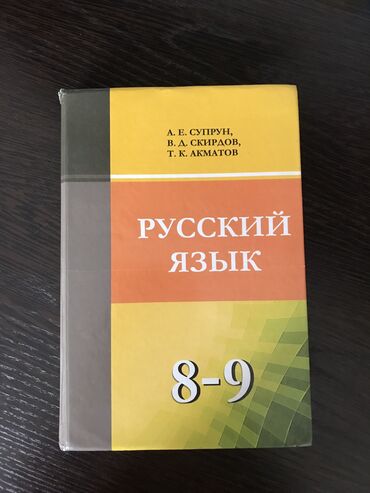 А. Е. СУПРУН,
В. Д. СКИРДОВ,
Т. К. АКМАТОВ
РУССКИЙ
ЯЗЫК
8-9